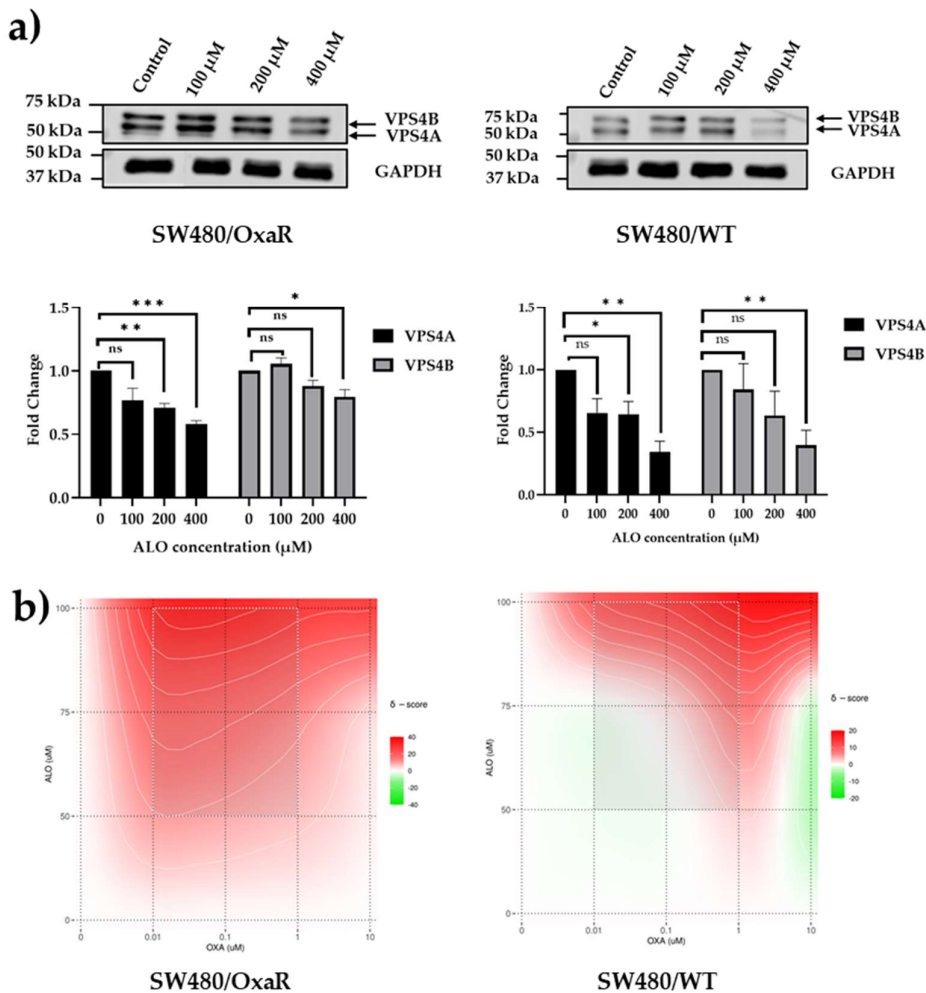 a)
Control 100 µM 200 µM 400 µM
75 kDa
50 kDa
50 kDa
37 kDa
VPS4B
VPS4A
GAPDH
SW480/OxaR
Control 100 µM 200 µM 400 µM
75 kDa
50 kDa
50 kDa
37 kDa
VPS4B
VPS4A
GAPDH
SW480/WT
Fold Change
1.5
1.0
0.5
0.0
***
**
ns
*
ns
ns
VPS4A
VPS4B
0 100 200 400 0 100 200 400
ALO concentration (µM)
Fold Change
1.5
1.0
0.5
0.0
**
*
ns
**
ns
ns
VPS4A
VPS4B
0 100 200 400 0 100 200 400
ALO concentration (µM)
b)
ALO (uM)
100
75
50
0
0 0.01 0.1 1 10
OXA (uM)
δ – score
40
20
0
-20
-40
SW480/OxaR
ALO (uM)
100
75
50
0
0 0.01 0.1 1 10
OXA (uM)
δ – score
20
10
0
-10
-20
SW480/WT